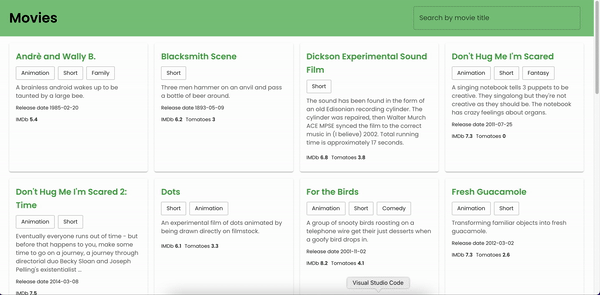 Movies
Search by movie title
Andrè and Wally B.
Animation Short Family
A brainless android wakes up to be
taunted by a large bee.
Release date 1985-02-20
IMDb 5.4
Blacksmith Scene
Short
Three men hammer on an anvil and pass
a bottle of beer around.
Release date 1893-05-09
IMDb 6.2 Tomatoes 3
Dickson Experimental Sound
Film
Short
The sound has been found in the form of
an old Edsonian recording cylinder. The
cylinder was repaired, then Walter Murch
ACE MPSE synced the film to the correct
music in (I believe) 2002. Total running
time is approximately 17 seconds.
IMDb 6.8 Tomatoes 3.8
Don't Hug Me I'm Scared
Animation Short Fantasy
A singing notebook tells 3 puppets to be
creative. They singalong but they're not
creative as they should be. The notebook
has crazy feelings about organs.
Release date 2011-07-25
IMDb 7.3 Tomatoes 0
Don't Hug Me I'm Scared 2:
Time
Animation Short
Eventually everyone runs out of time - but
before that happens to you, make some
time to go on a journey, a journey through
directorial duo Becky Sloan and Joseph
Pelling's existentialist ...
Release date 2014-03-06
IMDb 7.5
Dots
Short Animation
An experimental film of dots animated by
being drawn directly on filmstock.
IMDb 6.1 Tomatoes 3.3
For the Birds
Animation Short Comedy
A group of snooty birds roosting on a
telephone wire get their just desserts when
a goofy bird drops in.
Release date 2001-11-02
IMDb 8.2 Tomatoes 4.1
Fresh Guacamole
Animation Short
Transforming familiar objects into fresh
guacamole.
Release date 2012-03-02
IMDb 7.3 Tomatoes 2.6
Visual Studio Code